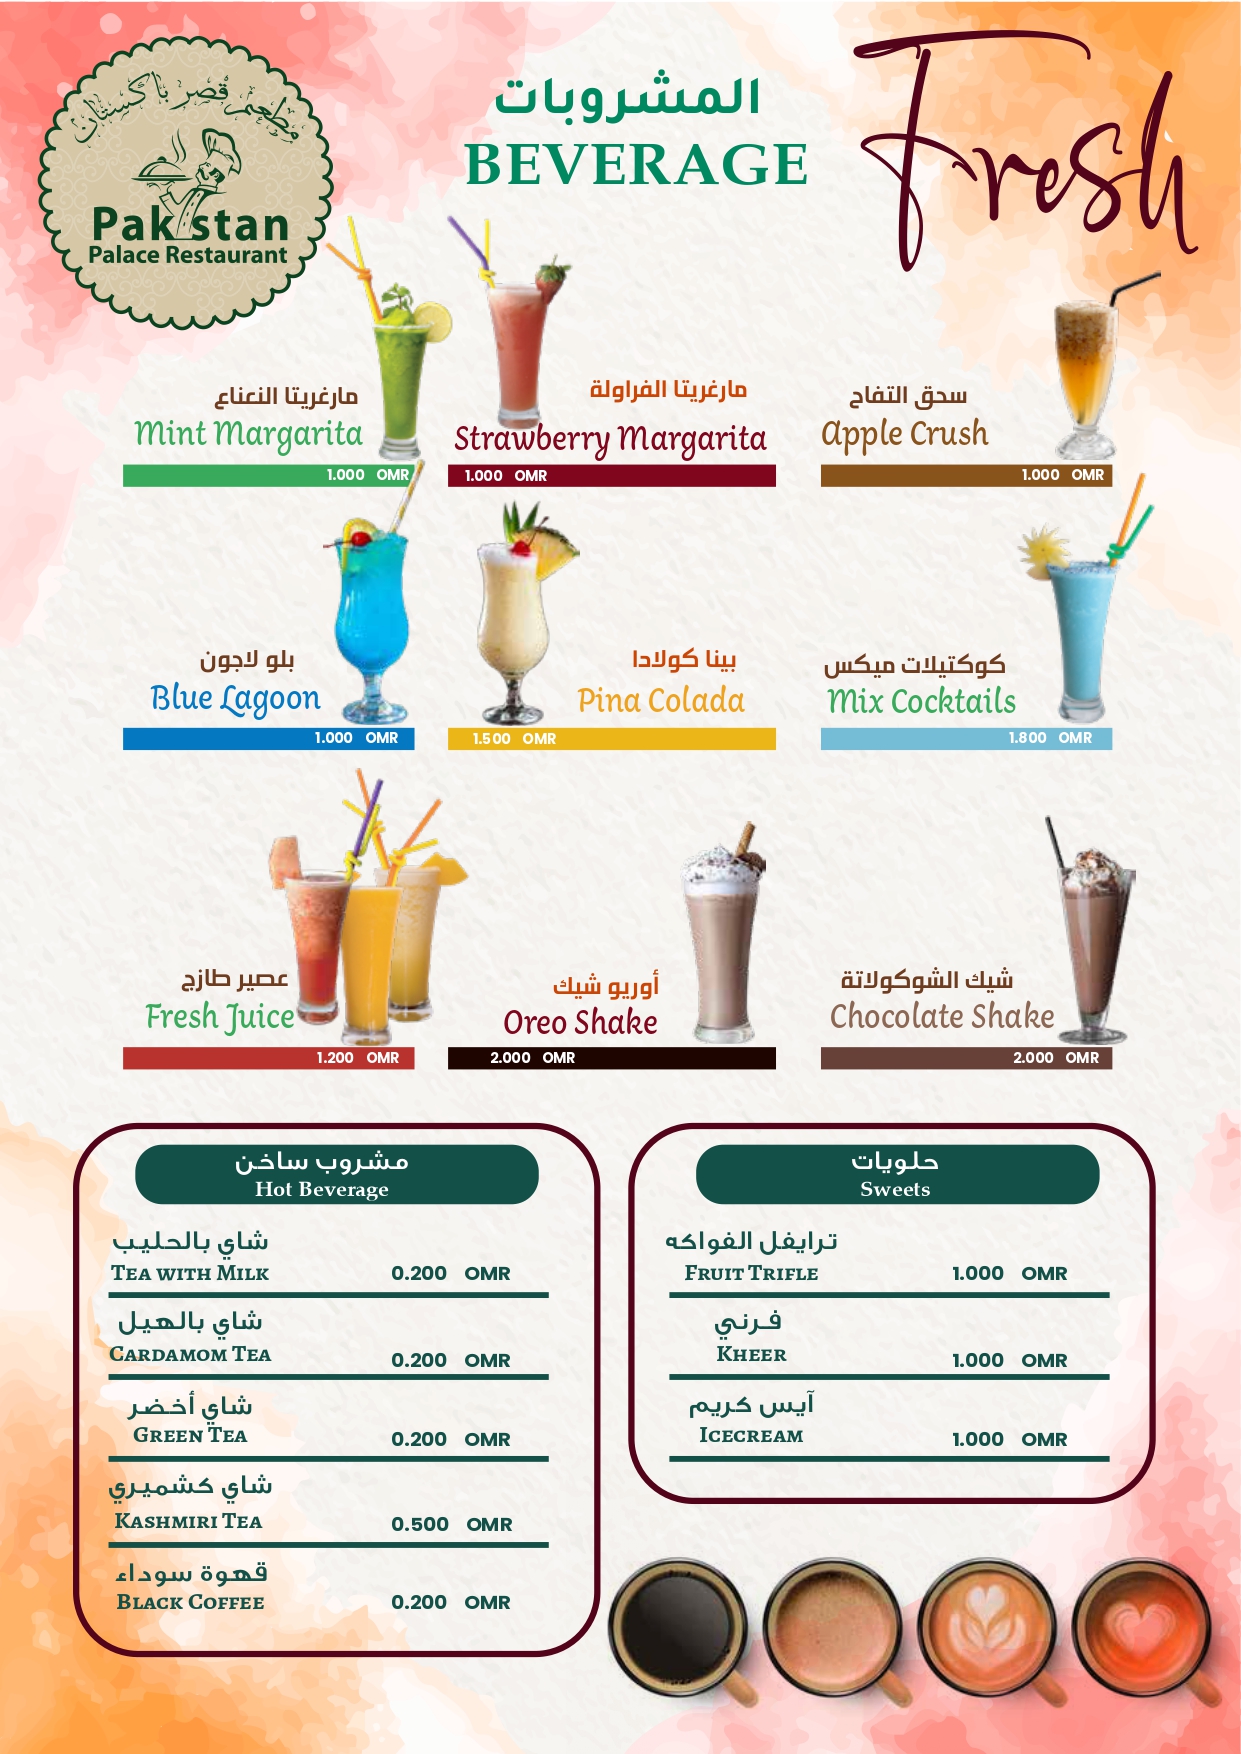 مطعم قصر باكستان
Pakistan
Palace Restaurant
المشروبات
BEVERAGE
Fresh
مارغريتا النعناع
Mint Margarita
1.000 OMR
مارغريتا الفراولة
Strawberry Margarita
1.000 OMR
سحق التفاح
Apple Crush
1.000 OMR
بلو لاجون
Blue Lagoon
1.000 OMR
بينا كولادا
Pina Colada
1.500 OMR
كوكتيلات ميكس
Mix Cocktails
1.800 OMR
عصير طازج
Fresh Juice
1.200 OMR
أوريو شيك
Oreo Shake
2.000 OMR
شيك الشوكولاتة
Chocolate Shake
2.000 OMR
مشروب ساخن
Hot Beverage
شاي بالحليب
Tea with Milk 0.200 OMR
شاي بالهيل
Cardamom Tea 0.200 OMR
شاي أخضر
Green Tea 0.200 OMR
شاي كشميري
Kashmiri Tea 0.500 OMR
قهوة سوداء
Black Coffee 0.200 OMR
حلويات
Sweets
ترايفل الفواكه
Fruit Trifle 1.000 OMR
فرني
Kheer 1.000 OMR
آيس كريم
Icecream 1.000 OMR